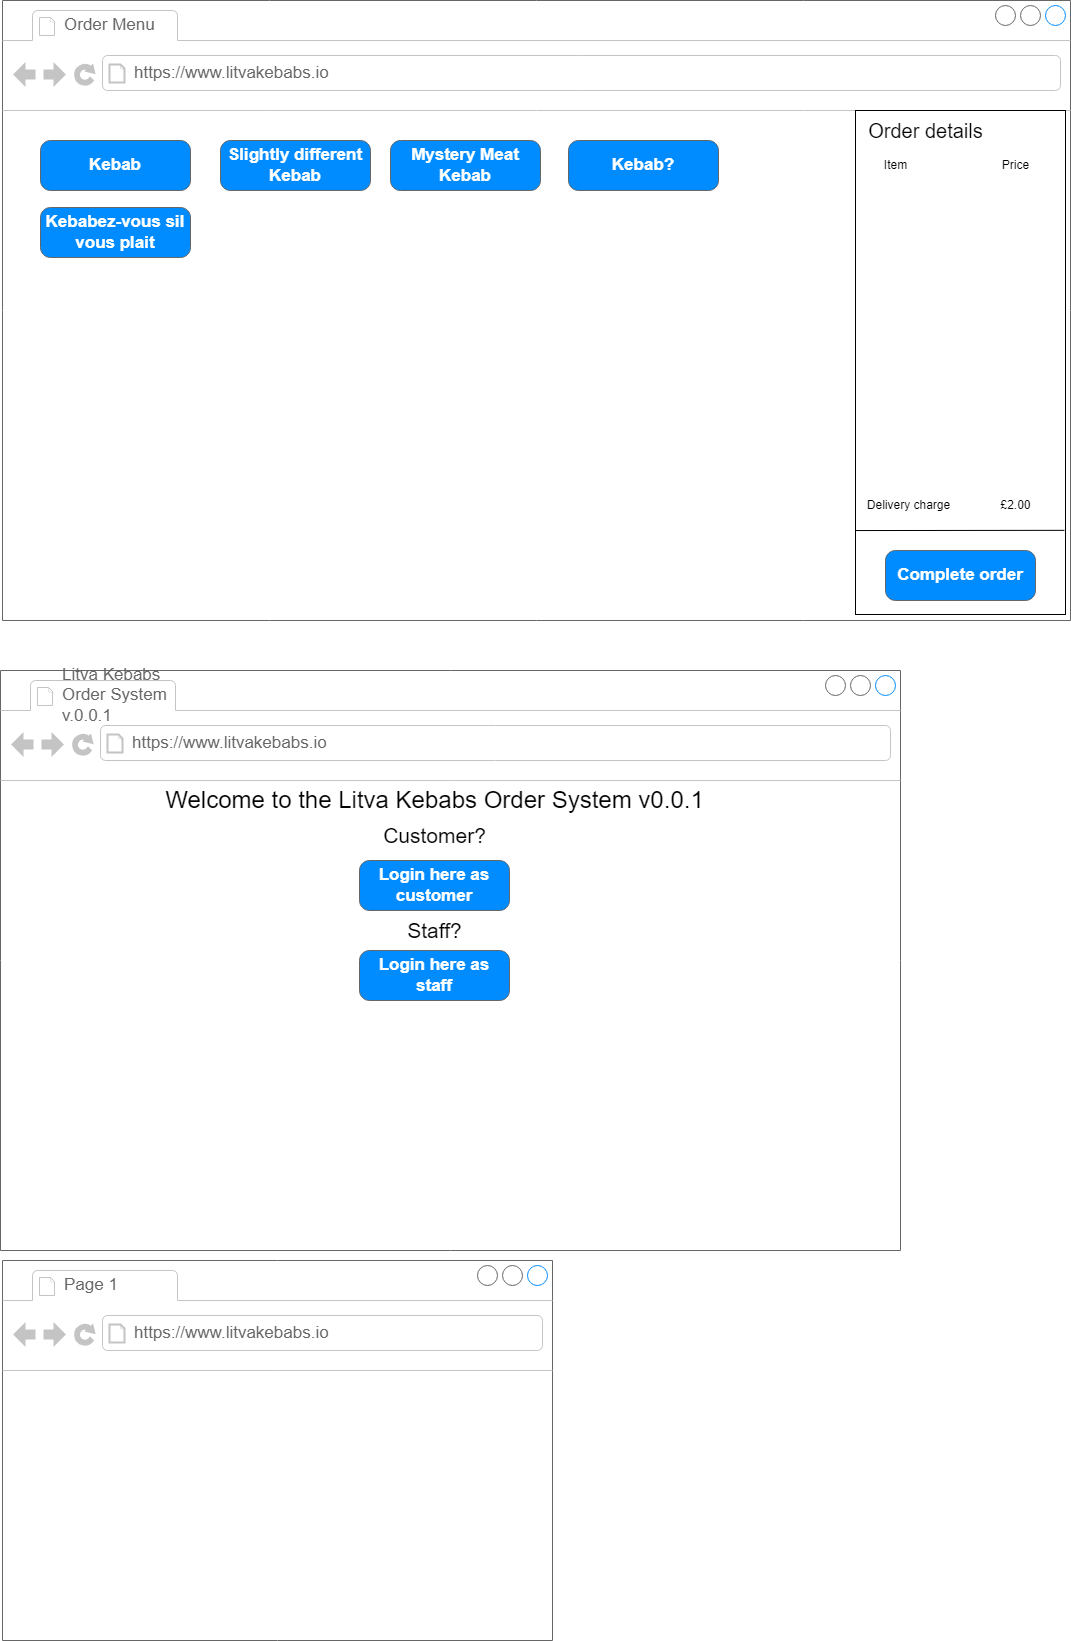 Order Menu
https://www.litvakebabs.io
Kebab
Slightly different
Kebab
Mystery Meat
Kebab
Kebab?
Kebabez-vous sil
vous plait
Order details
Item Price
Delivery charge £2.00
Complete order
Litva Kebabs
Order System
v.0.0.1
https://www.litvakebabs.io
Welcome to the Litva Kebabs Order System v0.0.1
Customer?
Login here as
customer
Staff?
Login here as
staff
Page 1
https://www.litvakebabs.io